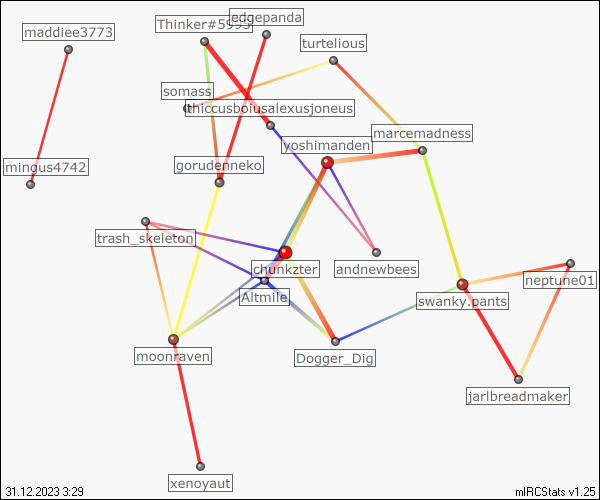 edgepanda
Thinker#5993
maddiee3773
turtelious
somass
thiccusboiusalexusjoneus
marcemadness
yoshimanden
mingus4742
gorudenneko
trash_skeleton
chunkzter
andnewbees
neptune01
Altmile
swanky.pants
moonraven
Dogger_Dig
jarlbreadmaker
xenoyaut
31.12.2023 3:29
mIRCStats v1.25